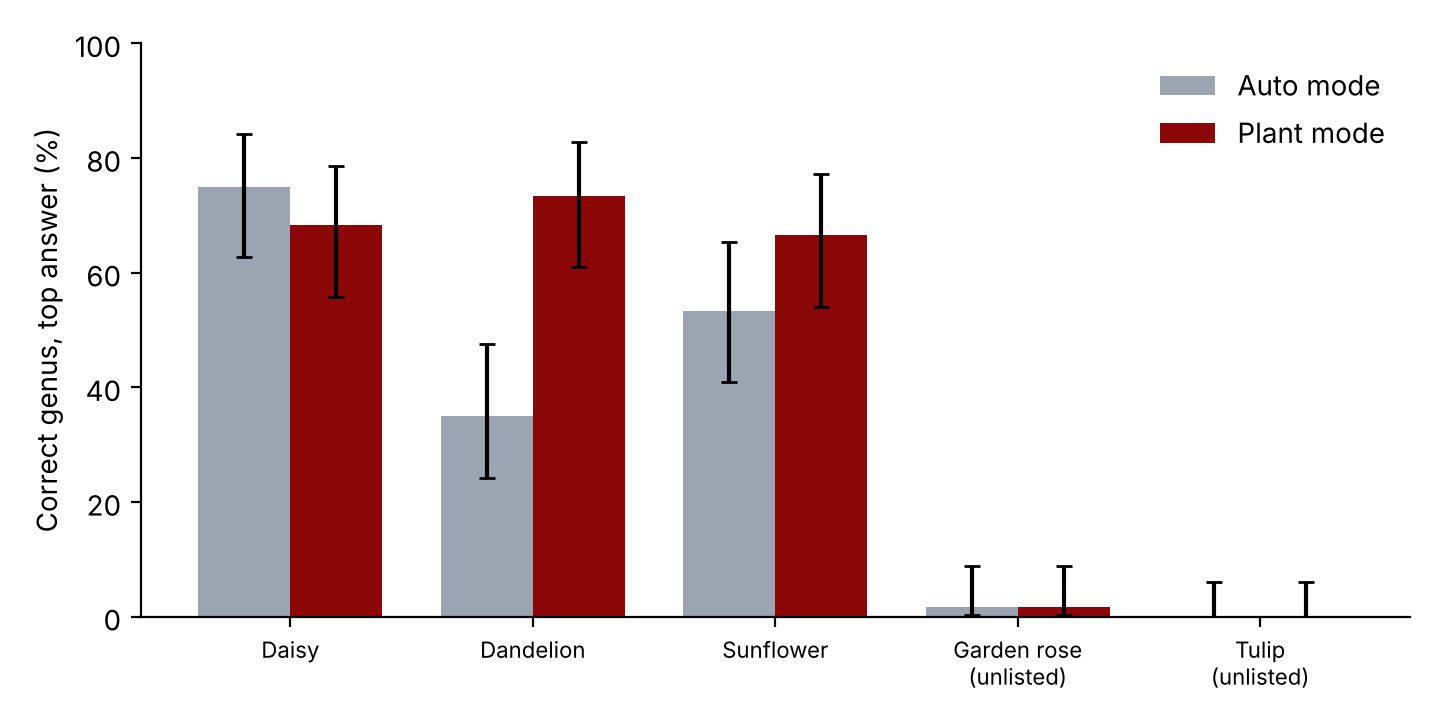 Correct genus, top answer (%)
100
80
60
40
20
0
Auto mode
Plant mode
Daisy
Dandelion
Sunflower
Garden rose
(unlisted)
Tulip
(unlisted)